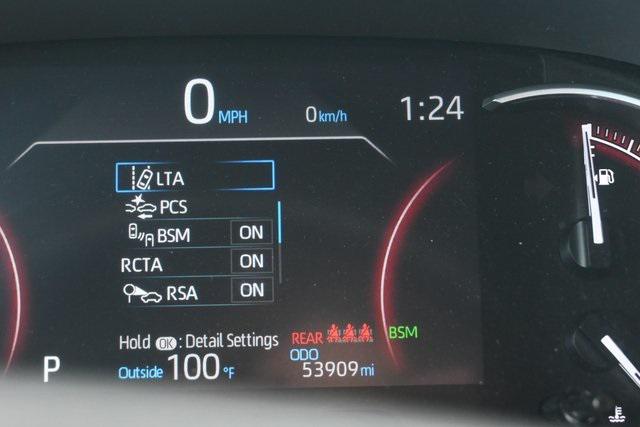 0 MPH 0 km/h 1:24
LTA
PCS
BSM ON
RCTA ON
RSA ON
Hold OK : Detail Settings REAR BSM
ODO
P Outside 100 °F 53909 mi